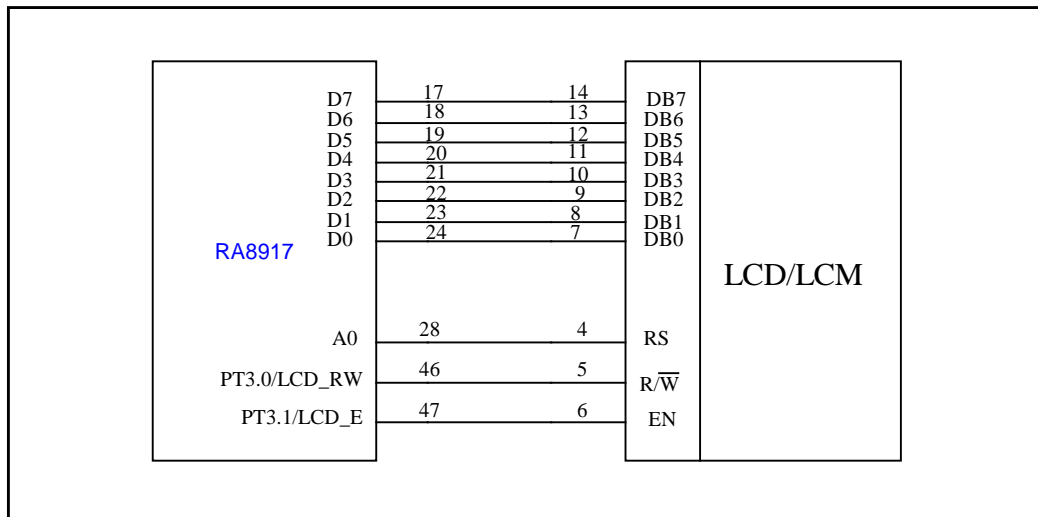 D7 17 14 DB7
D6 18 13 DB6
D5 19 12 DB5
D4 20 11 DB4
D3 21 10 DB3
D2 22 9 DB2
D1 23 8 DB1
D0 24 7 DB0
RA8917
LCD/LCM
A0 28 4 RS
PT3.0/LCD_RW 46 5 R/W̅
PT3.1/LCD_E 47 6 EN